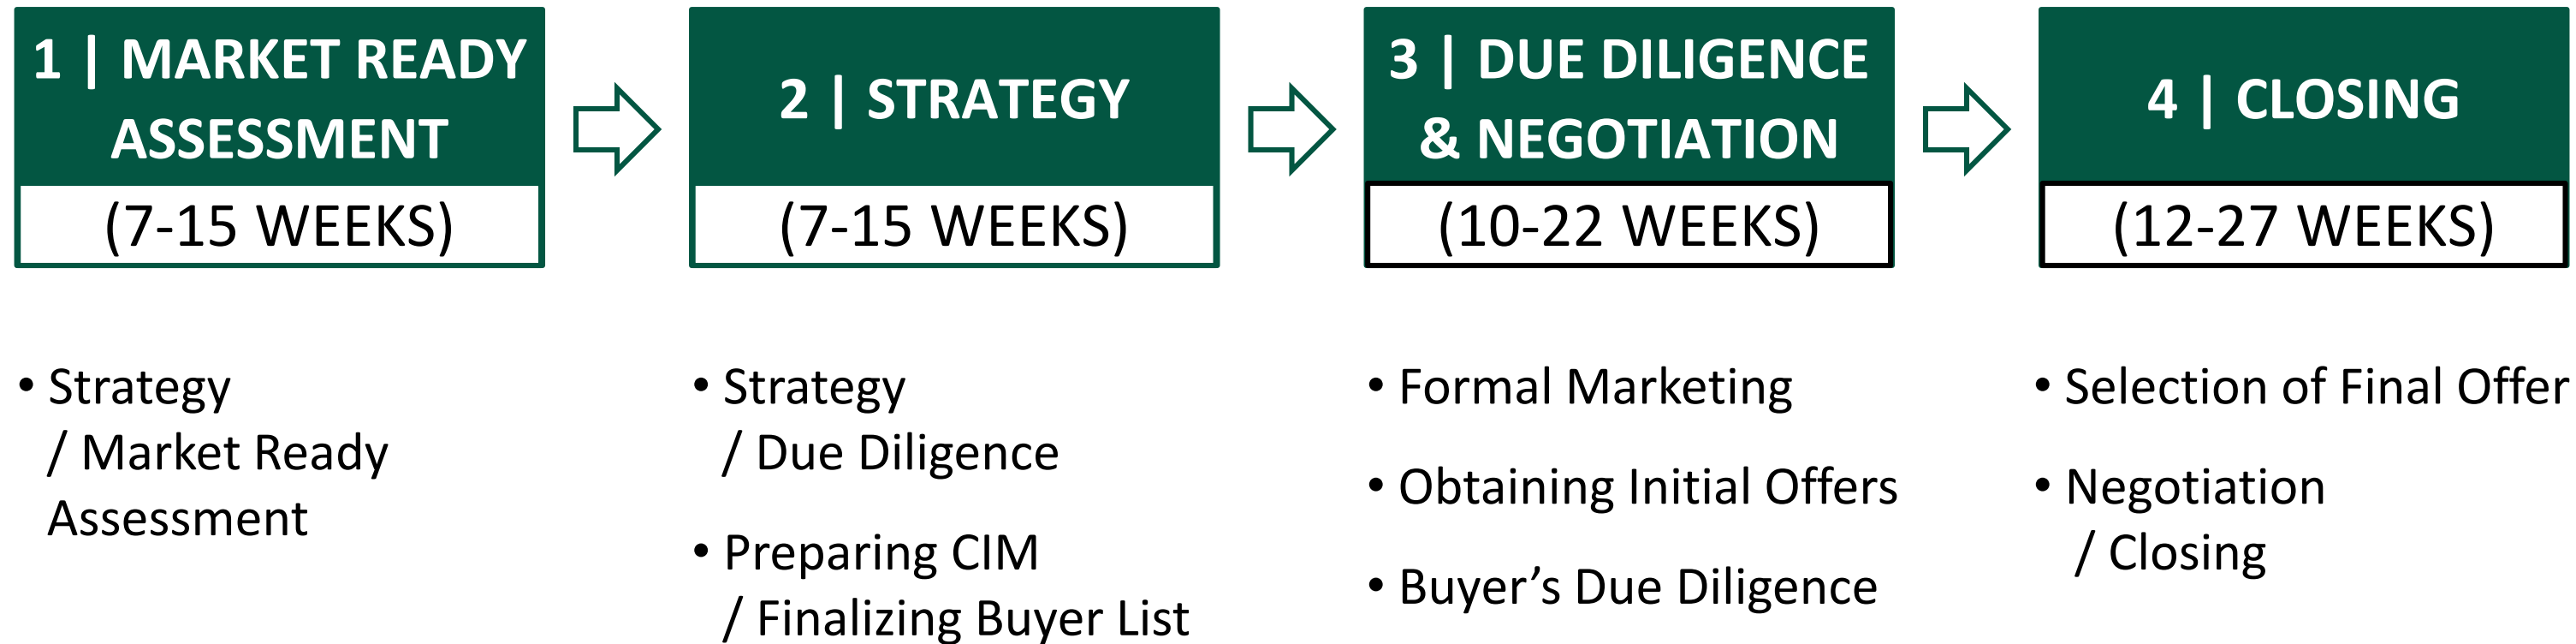 1 | MARKET READY
ASSESSMENT
(7-15 WEEKS)
• Strategy
/ Market Ready
Assessment
2 | STRATEGY
(7-15 WEEKS)
• Strategy
/ Due Diligence
• Preparing CIM
/ Finalizing Buyer List
3 | DUE DILIGENCE
& NEGOTIATION
(10-22 WEEKS)
• Formal Marketing
• Obtaining Initial Offers
• Buyer’s Due Diligence
4 | CLOSING
(12-27 WEEKS)
• Selection of Final Offer
• Negotiation
/ Closing